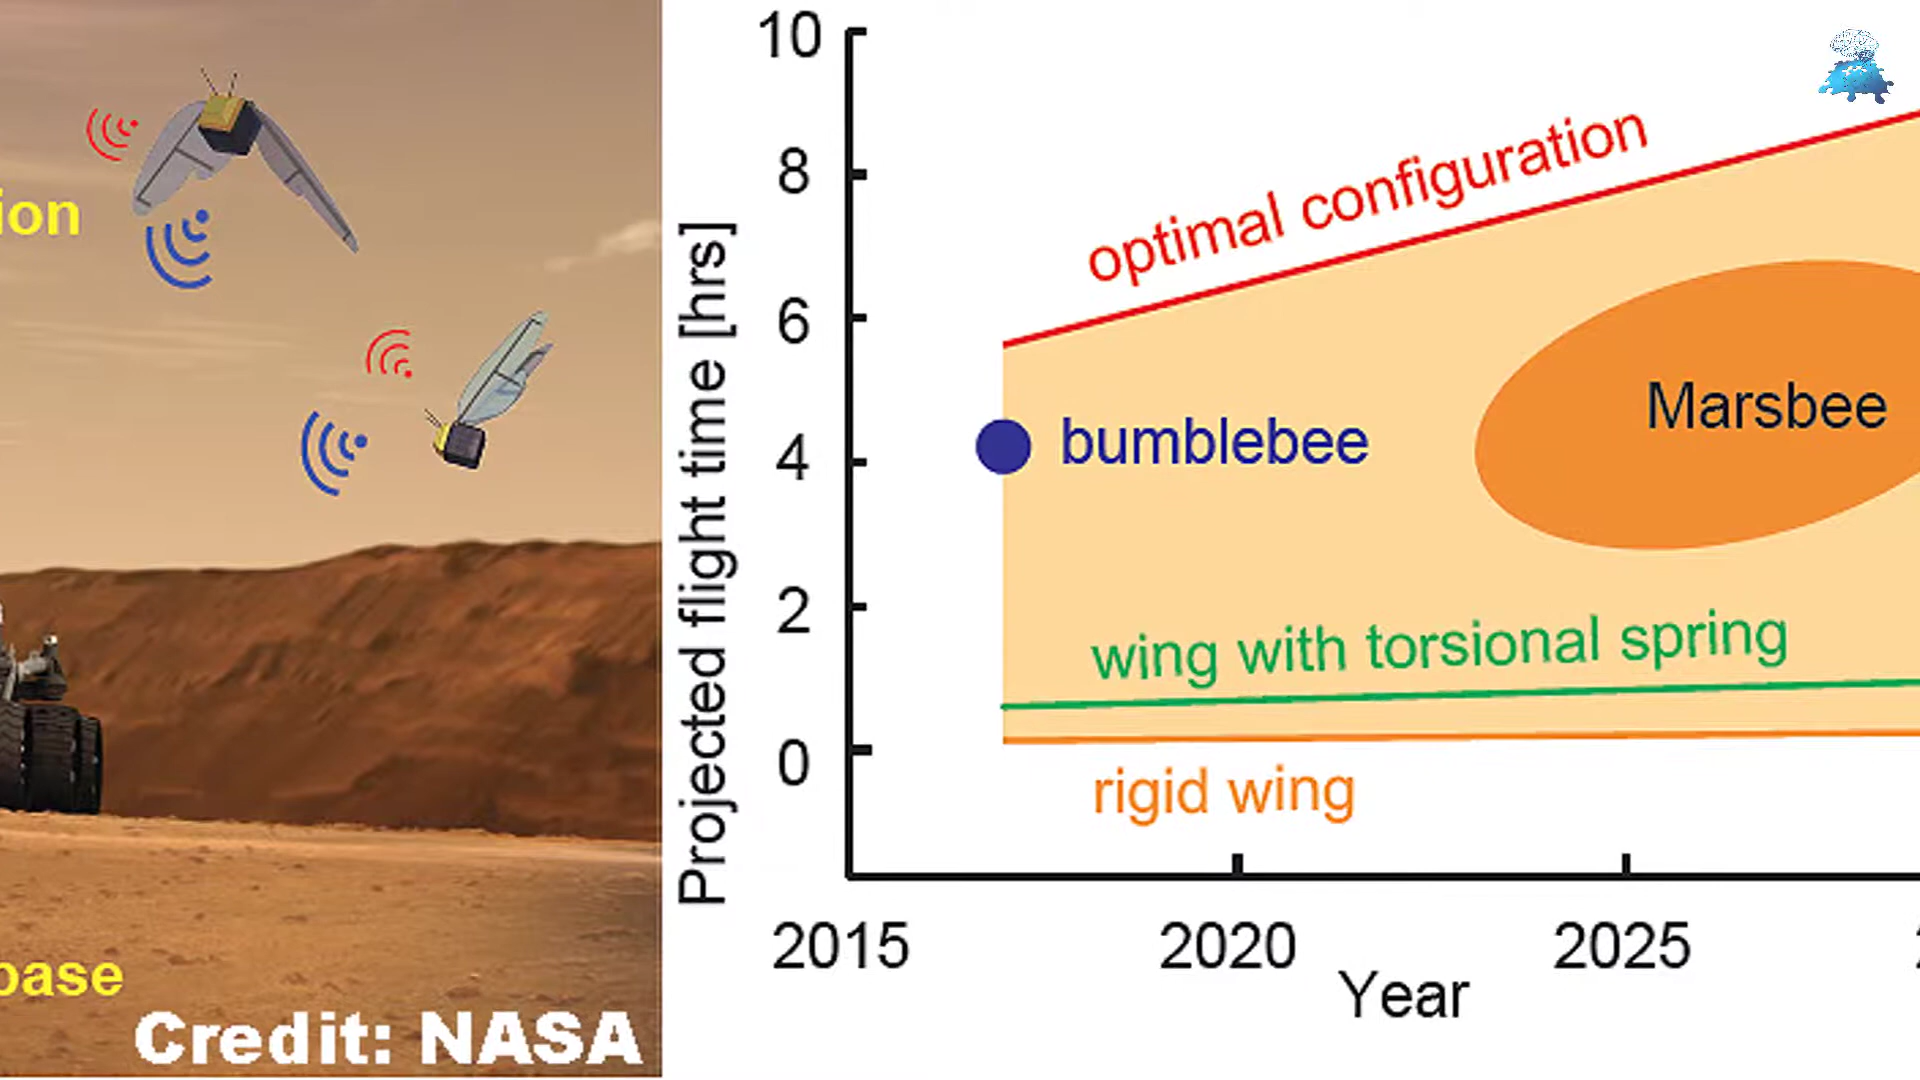 ion
base
Credit: NASA
10
8
6
4
2
0
Projected flight time [hrs]
optimal configuration
bumblebee
Marsbee
wing with torsional spring
rigid wing
2015
2020
2025
Year